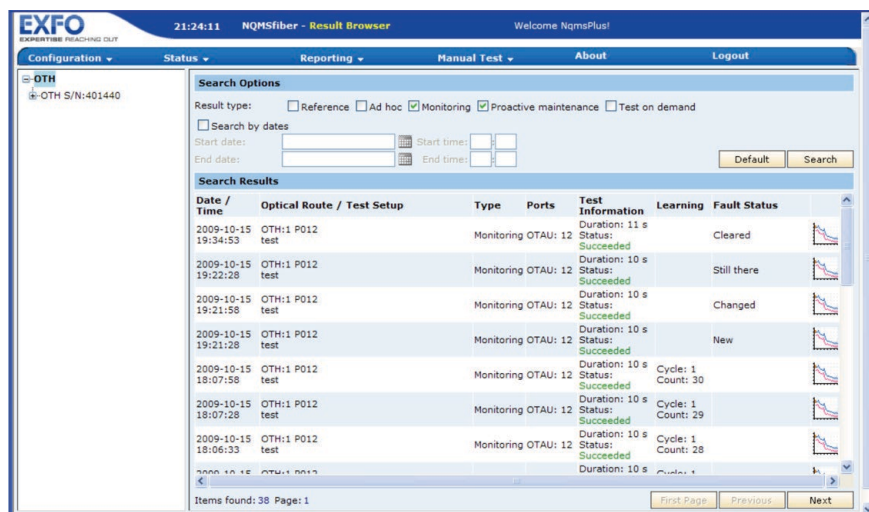 EXFO
EXPERTISE REACHING OUT
21:24:11 NQMSfiber - Result Browser Welcome NqmsPlus!
Configuration Status Reporting Manual Test About Logout
OTH
OTH S/N:401440
Search Options
Result type: Reference Ad hoc Monitoring Proactive maintenance Test on demand
Search by dates
Start date: Start time: :
End date: End time: :
Default Search
Search Results
Date / Time Optical Route / Test Setup Type Ports Test Information Learning Fault Status
2009-10-15 19:34:53 OTH:1 P012 test Monitoring OTAU: 12 Duration: 11 s Status: Succeeded Cleared
2009-10-15 19:22:28 OTH:1 P012 test Monitoring OTAU: 12 Duration: 10 s Status: Succeeded Still there
2009-10-15 19:21:58 OTH:1 P012 test Monitoring OTAU: 12 Duration: 10 s Status: Succeeded Changed
2009-10-15 19:21:28 OTH:1 P012 test Monitoring OTAU: 12 Duration: 10 s Status: Succeeded New
2009-10-15 18:07:58 OTH:1 P012 test Monitoring OTAU: 12 Duration: 10 s Status: Succeeded Cycle: 1 Count: 30
2009-10-15 18:07:28 OTH:1 P012 test Monitoring OTAU: 12 Duration: 10 s Status: Succeeded Cycle: 1 Count: 29
2009-10-15 18:06:33 OTH:1 P012 test Monitoring OTAU: 12 Duration: 10 s Status: Succeeded Cycle: 1 Count: 28
2009-10-15 OTH:1 P012 Duration: 10 s Cycle: 1
Items found: 38 Page: 1 First Page Previous Next